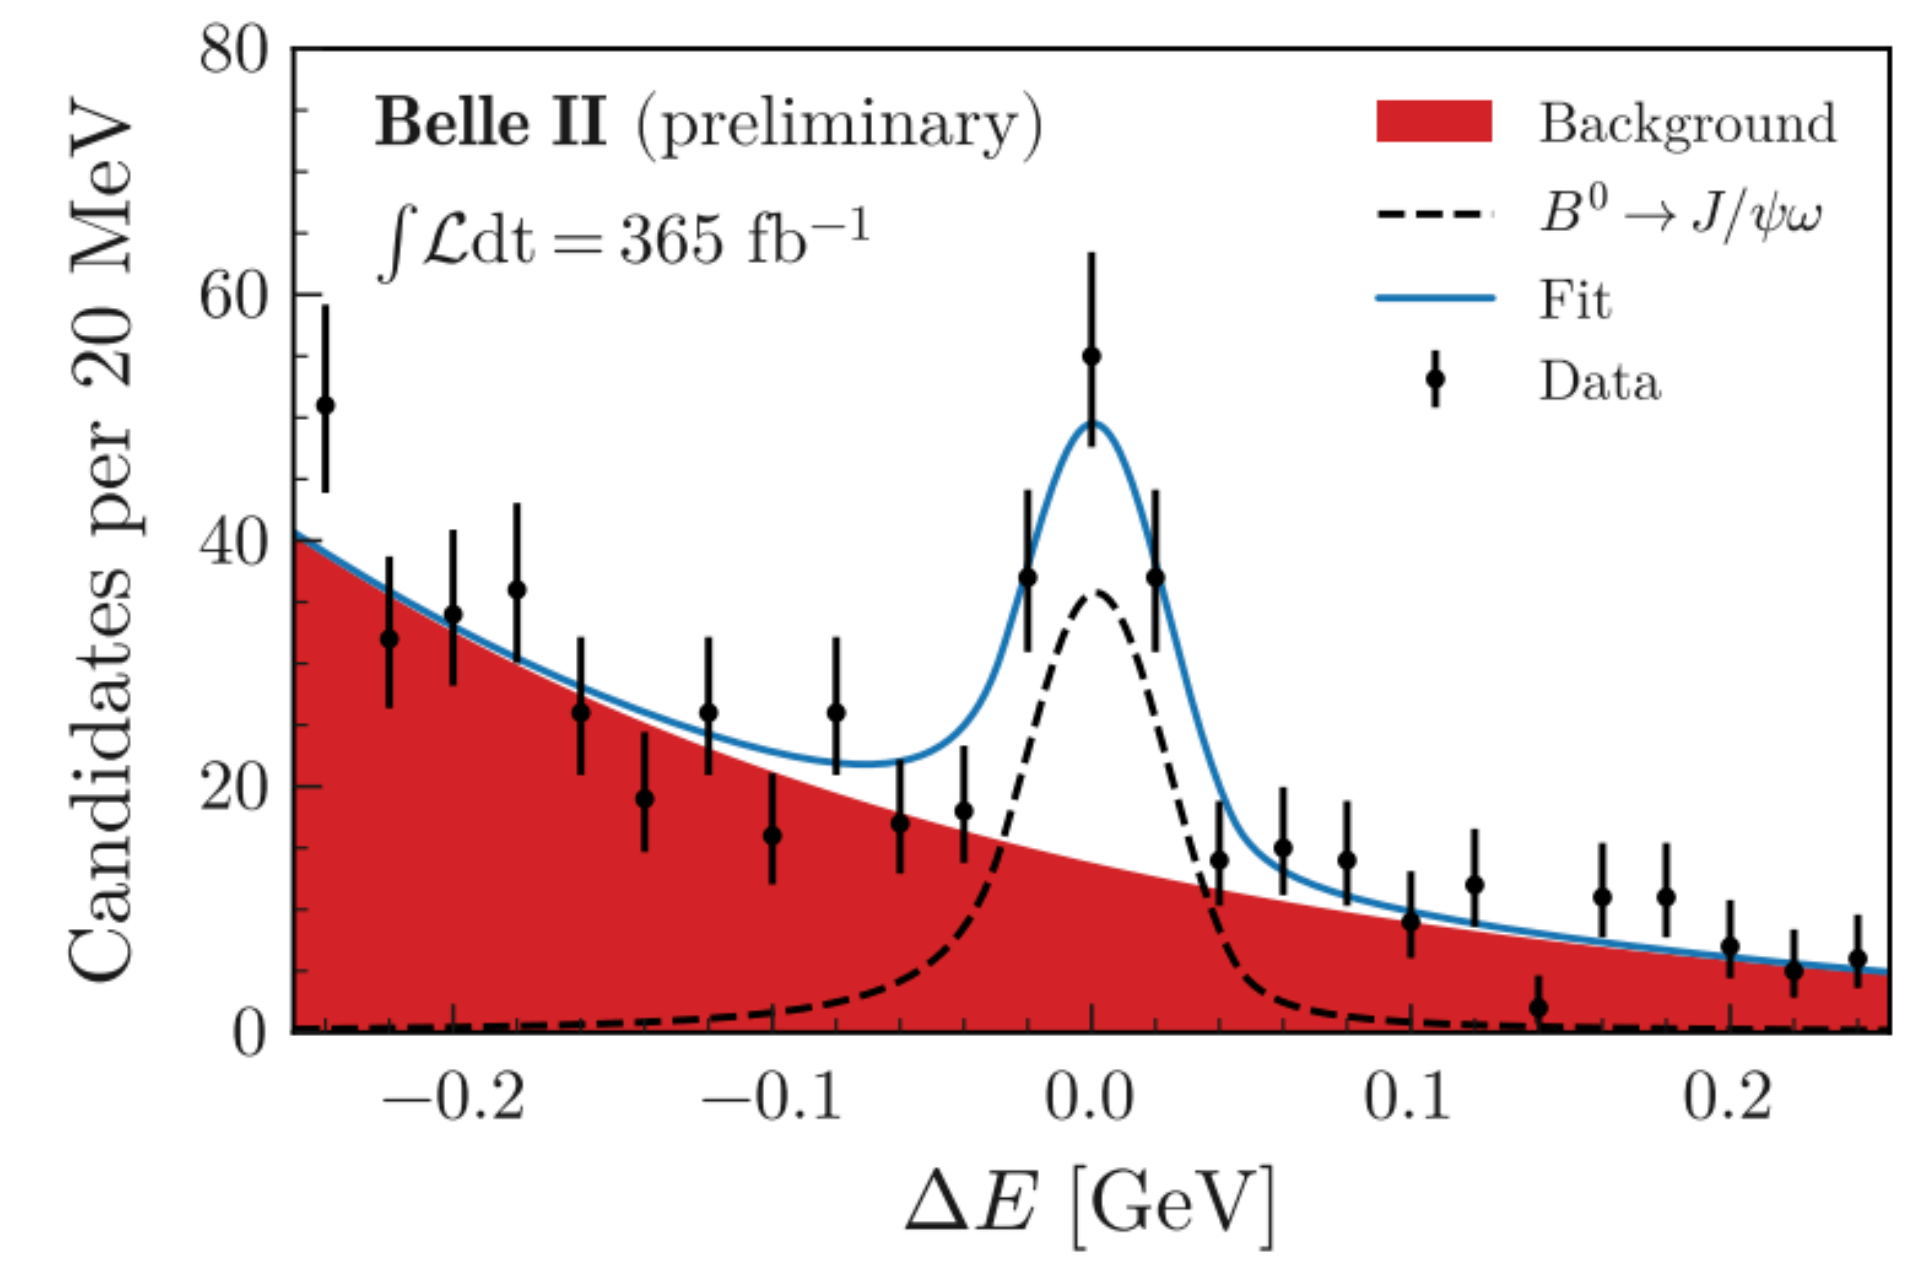 Candidates per 20 MeV
80
60
40
20
0
Belle II (preliminary)
∫ℒdt = 365 fb⁻¹
Background
B⁰ → J/ψω
Fit
Data
−0.2
−0.1
0.0
0.1
0.2
ΔE [GeV]